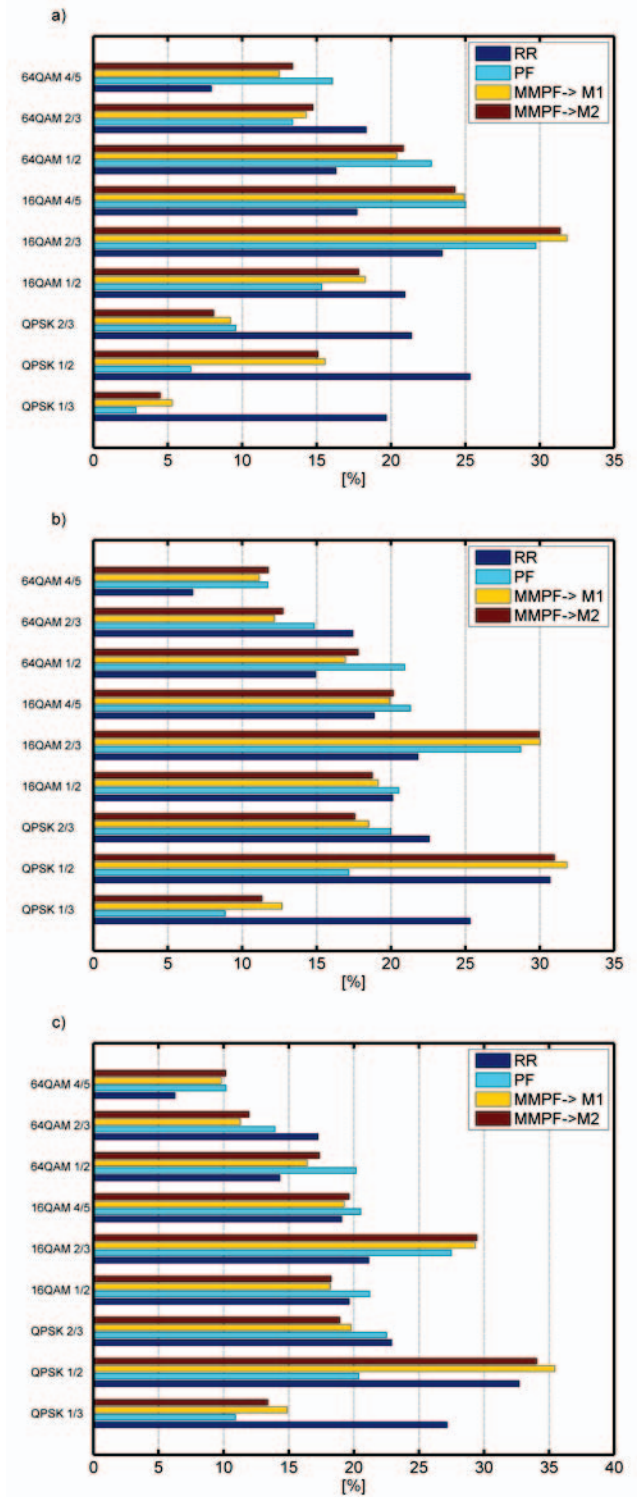 a)
RR
PF
MMPF-> M1
MMPF->M2
64QAM 4/5
64QAM 2/3
64QAM 1/2
16QAM 4/5
16QAM 2/3
16QAM 1/2
QPSK 2/3
QPSK 1/2
QPSK 1/3
0 5 10 15 20 25 30 35
[%]
b)
RR
PF
MMPF-> M1
MMPF->M2
64QAM 4/5
64QAM 2/3
64QAM 1/2
16QAM 4/5
16QAM 2/3
16QAM 1/2
QPSK 2/3
QPSK 1/2
QPSK 1/3
0 5 10 15 20 25 30 35
[%]
c)
RR
PF
MMPF-> M1
MMPF->M2
64QAM 4/5
64QAM 2/3
64QAM 1/2
16QAM 4/5
16QAM 2/3
16QAM 1/2
QPSK 2/3
QPSK 1/2
QPSK 1/3
0 5 10 15 20 25 30 35 40
[%]